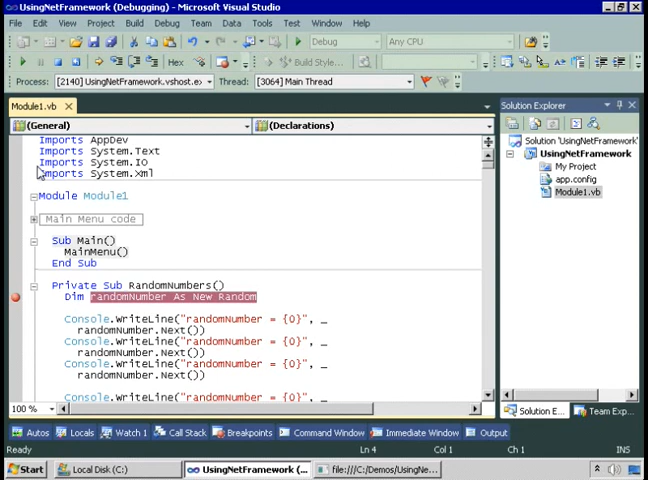 UsingNetFramework (Debugging) - Microsoft Visual Studio
File Edit View Project Build Debug Team Data Tools Test Window Help
Debug Any CPU
Hex Build Style...
Process: [2140] UsingNetFramework.vshost.ex Thread: [3064] Main Thread
Module1.vb
(General) (Declarations)
Imports AppDev
Imports System.Text
Imports System.IO
Imports System.Xml
Module Module1
Main Menu code
Sub Main()
MainMenu()
End Sub
Private Sub RandomNumbers()
Dim randomNumber As New Random
Console.WriteLine("randomNumber = {0}", _
randomNumber.Next())
Console.WriteLine("randomNumber = {0}", _
randomNumber.Next())
Console.WriteLine("randomNumber = {0}", _
randomNumber.Next())
Console.WriteLine("randomNumber = {0}", _
100 %
Solution Explorer
Solution 'UsingNetFramework'
UsingNetFramework
My Project
app.config
Module1.vb
Solution E... Team Exp...
Autos Locals Watch 1 Call Stack Breakpoints Command Window Immediate Window Output
Ready Ln 4 Col 1 Ch 1 INS
Start Local Disk (C:) UsingNetFramework (... file:///C:/Demos/UsingNe...